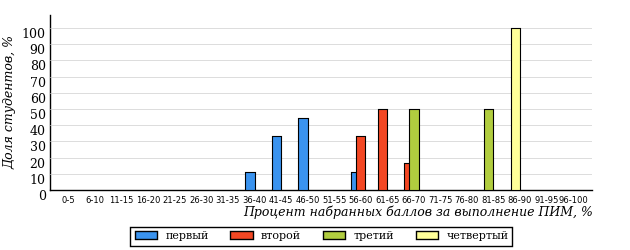 Доля студентов, %
100
90
80
70
60
50
40
30
20
10
0
0-5 6-10 11-15 16-20 21-25 26-30 31-35 36-40 41-45 46-50 51-55 56-60 61-65 66-70 71-75 76-80 81-85 86-90 91-95 96-100
Процент набранных баллов за выполнение ПИМ, %
первый второй третий четвертый